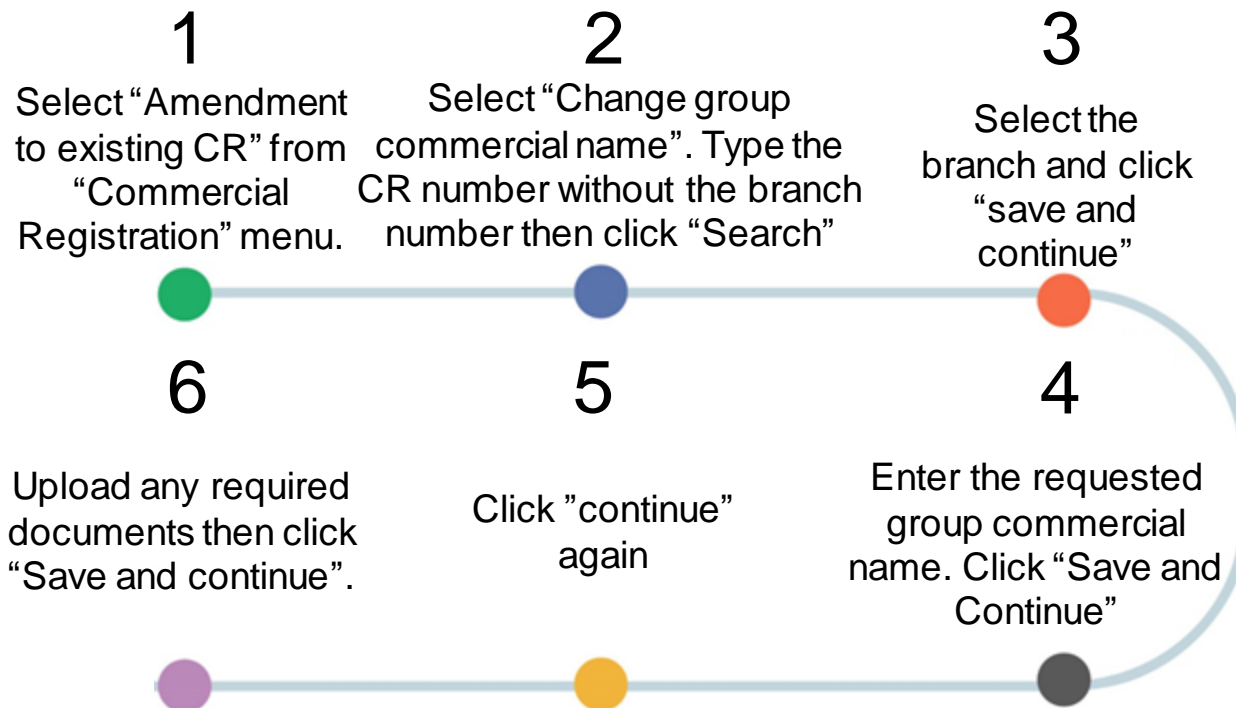 1
Select “Amendment
to existing CR” from
“Commercial
Registration” menu.
2
Select “Change group
commercial name”. Type the
CR number without the branch
number then click “Search”
3
Select the
branch and click
“save and
continue”
4
Enter the requested
group commercial
name. Click “Save and
Continue”
5
Click ”continue”
again
6
Upload any required
documents then click
“Save and continue”.